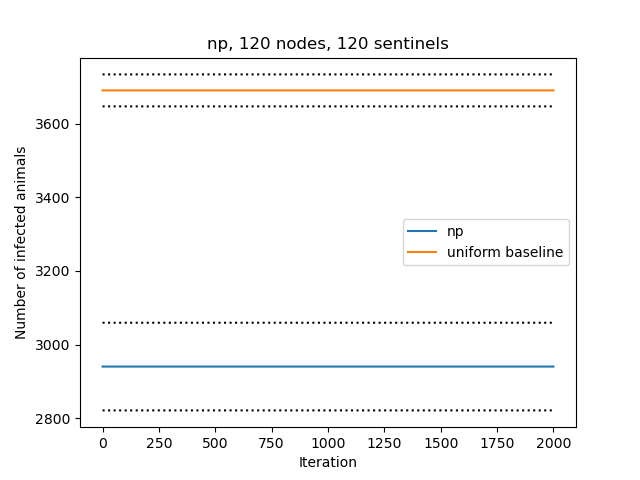 np, 120 nodes, 120 sentinels
Number of infected animals
3600
3400
3200
3000
2800
np
uniform baseline
0 250 500 750 1000 1250 1500 1750 2000
Iteration